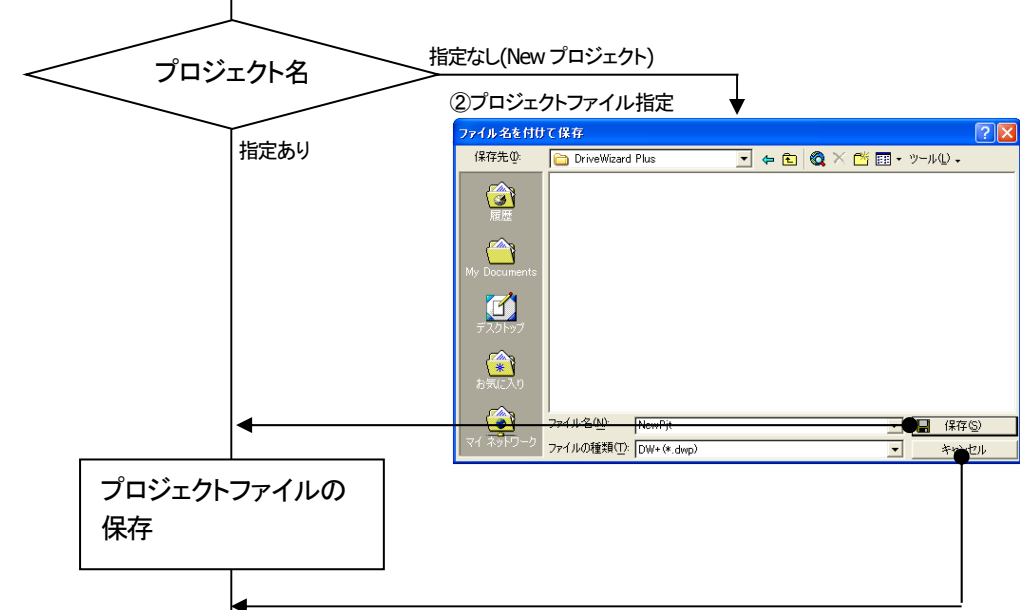 プロジェクト名
指定なし(New プロジェクト)
②プロジェクトファイル指定
指定あり
ファイル名を付けて保存
保存先(I):
DriveWizard Plus
ツール(L)
履歴
My Documents
デスクトップ
お気に入り
マイ ネットワーク
ファイル名(N):
NewPjt
保存(S)
ファイルの種類(T):
DW+ (*.dwp)
キャンセル
プロジェクトファイルの
保存